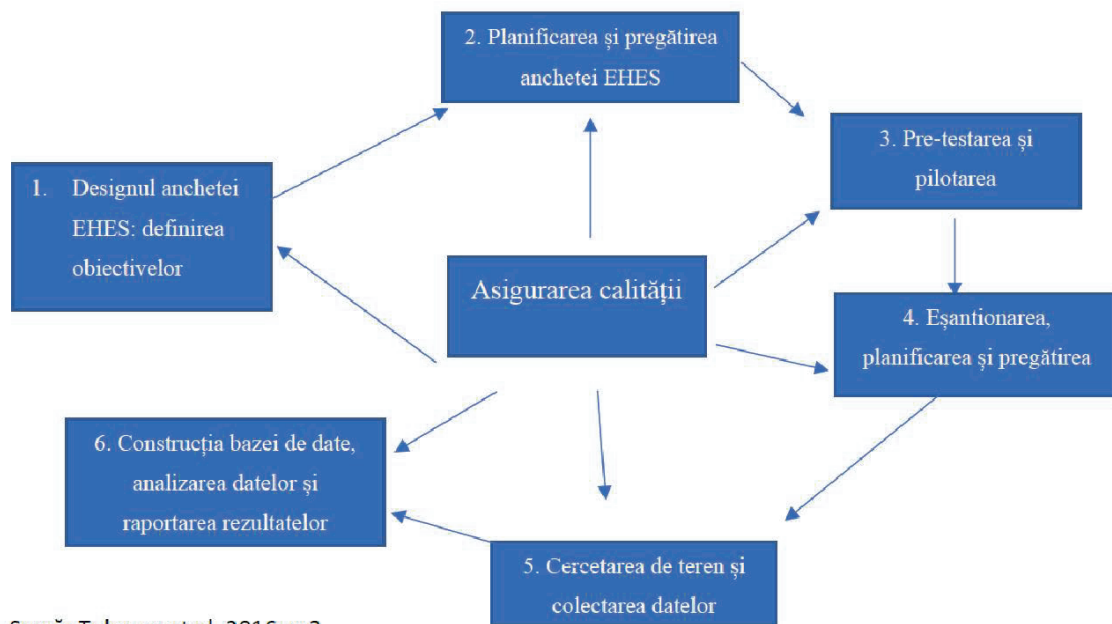 2. Planificarea și pregătirea
anchetei EHES
3. Pre-testarea și
pilotarea
1. Designul anchetei
EHES: definirea
obiectivelor
Asigurarea calității
4. Eșantionarea,
planificarea și pregătirea
6. Construcția bazei de date,
analizarea datelor și
raportarea rezultatelor
5. Cercetarea de teren și
colectarea datelor